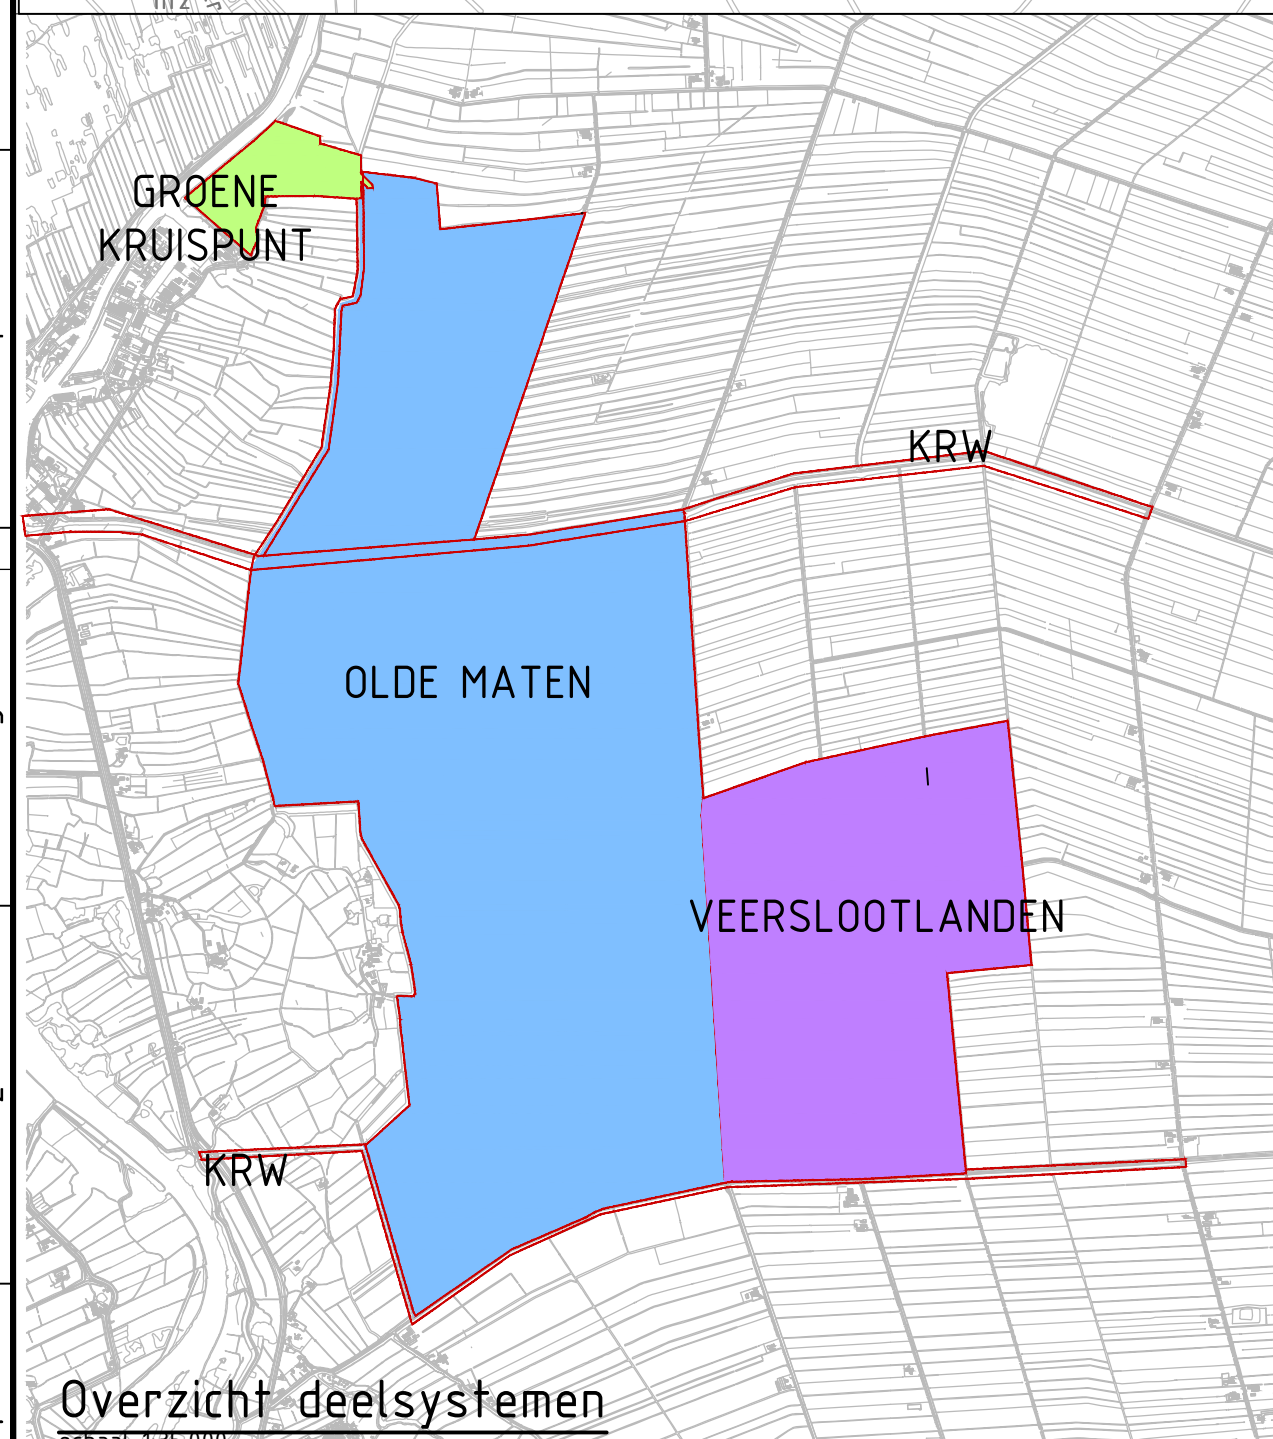 GROENE
KRUISPUNT
KRW
OLDE MATEN
VEERSLOOTLANDEN
KRW
Overzicht deelsystemen